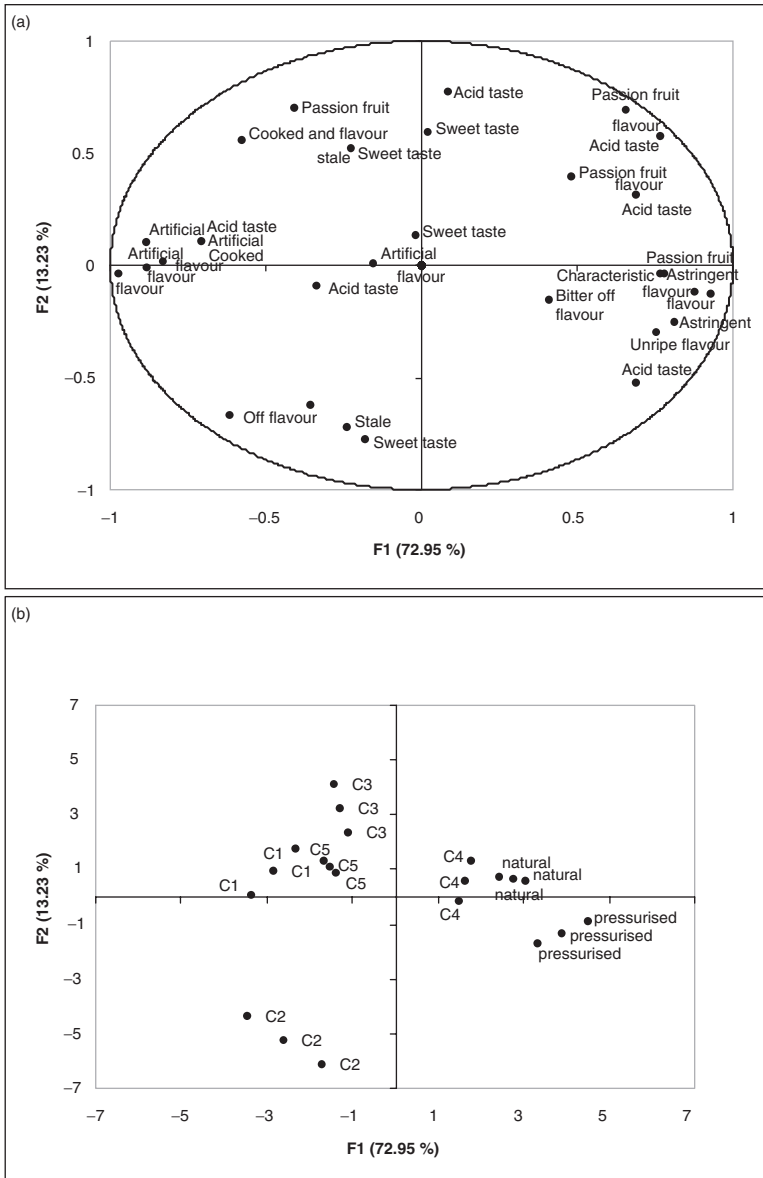 (a)
1
0.5
0
−0.5
−1
F2 (13.23 %)
Acid taste
Passion fruit
Passion fruit
flavour
Cooked and flavour
Sweet taste
Acid taste
stale
Sweet taste
Passion fruit
flavour
Acid taste
Artificial
Acid taste
Sweet taste
Artificial
Artificial
Cooked
Artificial
Passion fruit
flavour
flavour
flavour
flavour
Characteristic
Astringent
Acid taste
Bitter off
flavour
flavour
flavour
Astringent
Unripe flavour
Acid taste
Off flavour
Stale
Sweet taste
−1
−0.5
0
0.5
1
F1 (72.95 %)
(b)
7
5
3
1
−1
−3
−5
−7
F2 (13.23 %)
C3
C3
C3
C1
C5
C5
C1
C5
C1
C4
natural
C4
natural
natural
C4
pressurised
pressurised
pressurised
C2
C2
C2
−7
−5
−3
−1
1
3
5
7
F1 (72.95 %)